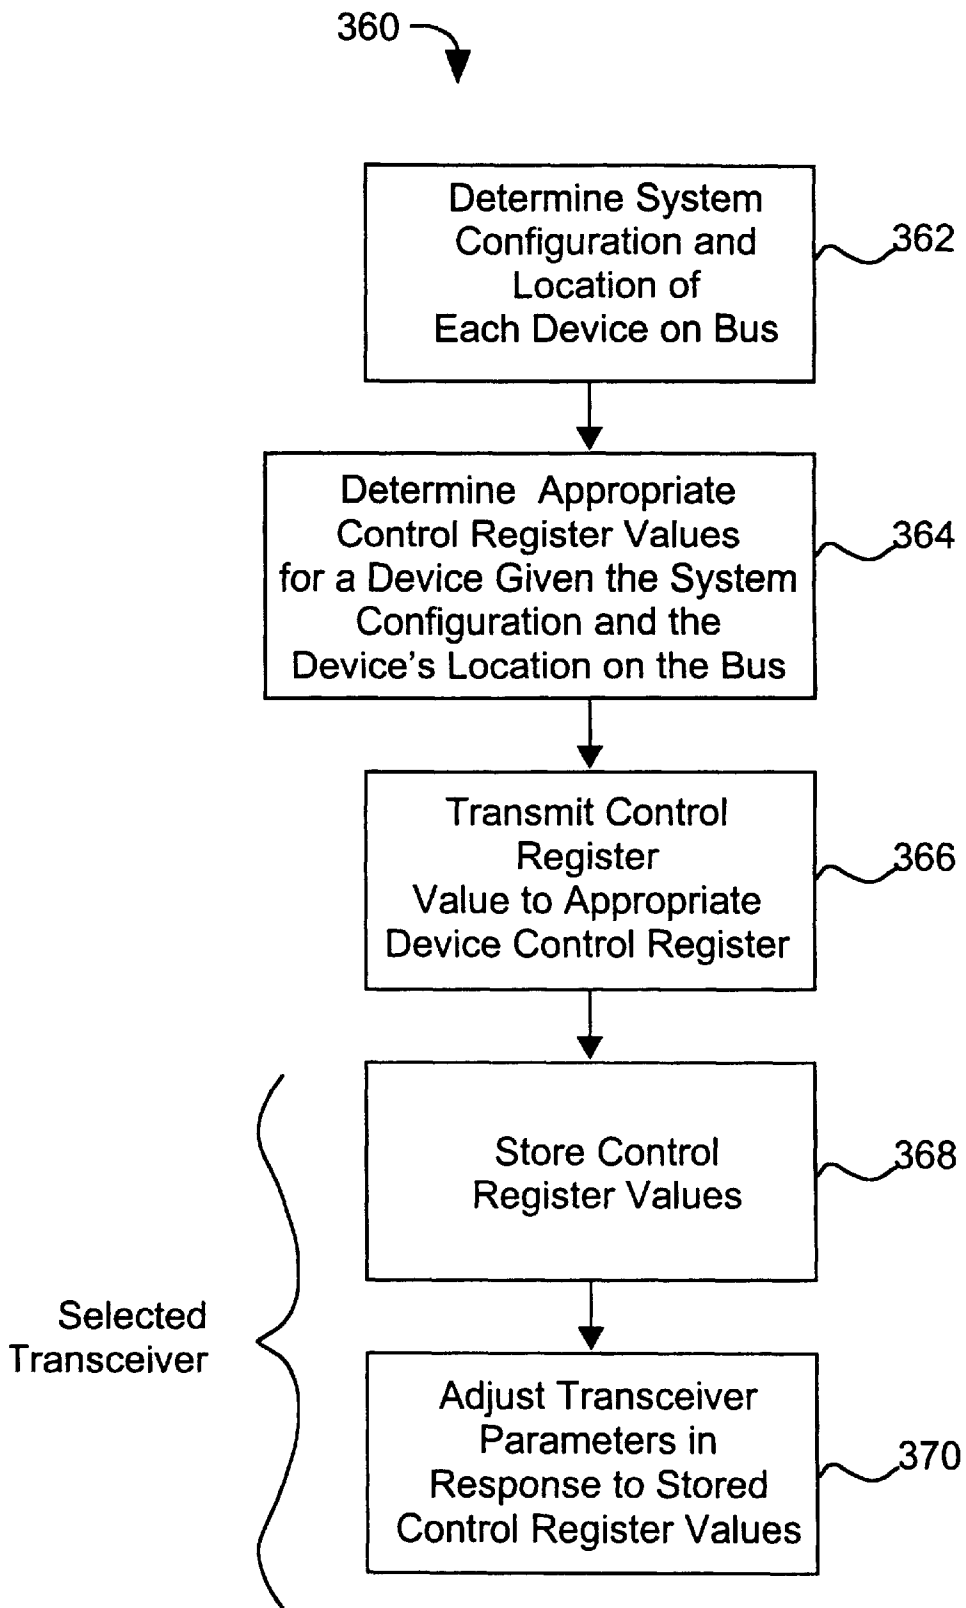 360
Determine System
Configuration and
Location of
Each Device on Bus
362
Determine Appropriate
Control Register Values
for a Device Given the System
Configuration and the
Device's Location on the Bus
364
Transmit Control
Register
Value to Appropriate
Device Control Register
366
Store Control
Register Values
368
Selected
Transceiver
Adjust Transceiver
Parameters in
Response to Stored
Control Register Values
370